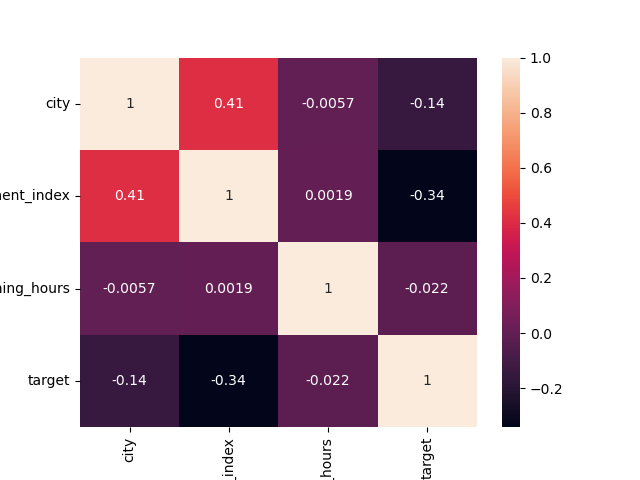 city 1 0.41 -0.0057 -0.14
nent_index 0.41 1 0.0019 -0.34
ning_hours -0.0057 0.0019 1 -0.022
target -0.14 -0.34 -0.022 1
city _index _hours target
1.0
0.8
0.6
0.4
0.2
0.0
−0.2